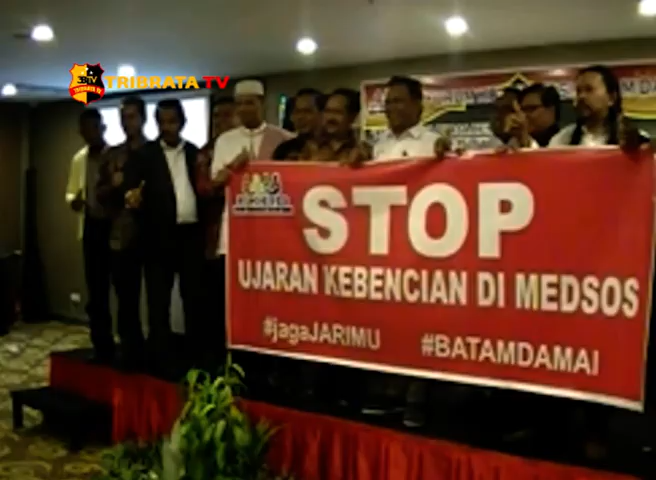 TRIBRATA TV
STOP
UJARAN KEBENCIAN DI MEDSOS
#jagaJARIMU
#BATAMDAMAI